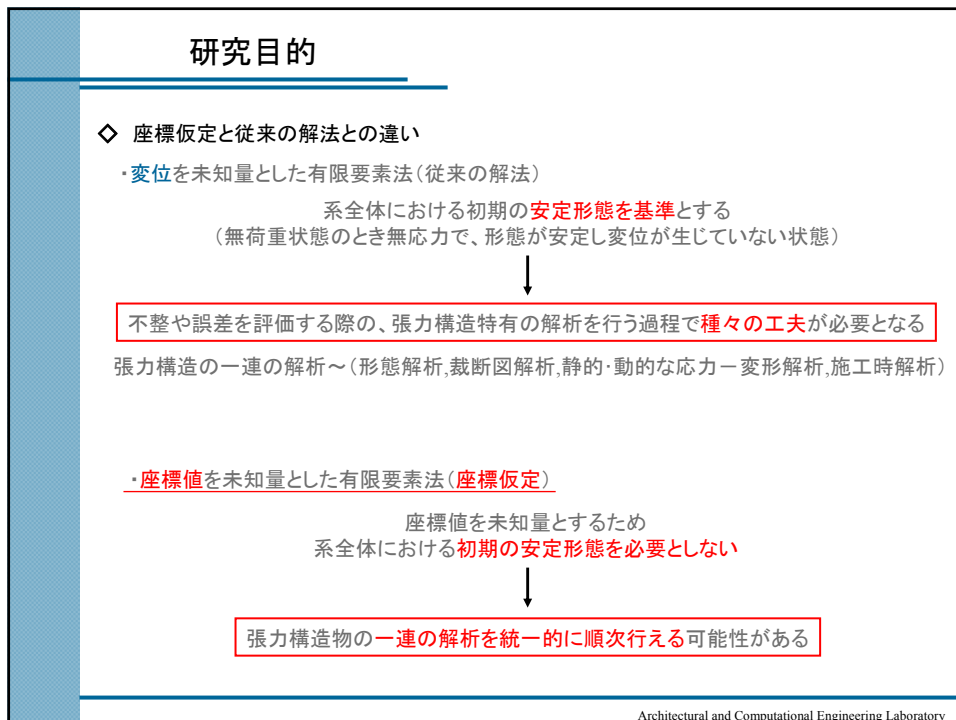 研究目的
◇ 座標仮定と従来の解法との違い
・変位を未知量とした有限要素法(従来の解法)
系全体における初期の安定形態を基準とする
(無荷重状態のとき無応力で、形態が安定し変位が生じていない状態)
不整や誤差を評価する際の、張力構造特有の解析を行う過程で種々の工夫が必要となる
張力構造の一連の解析~(形態解析,裁断図解析,静的・動的な応力-変形解析,施工時解析)
・座標値を未知量とした有限要素法(座標仮定)
座標値を未知量とするため
系全体における初期の安定形態を必要としない
張力構造物の一連の解析を統一的に順次行える可能性がある
Architectural and Computational Engineering Laboratory